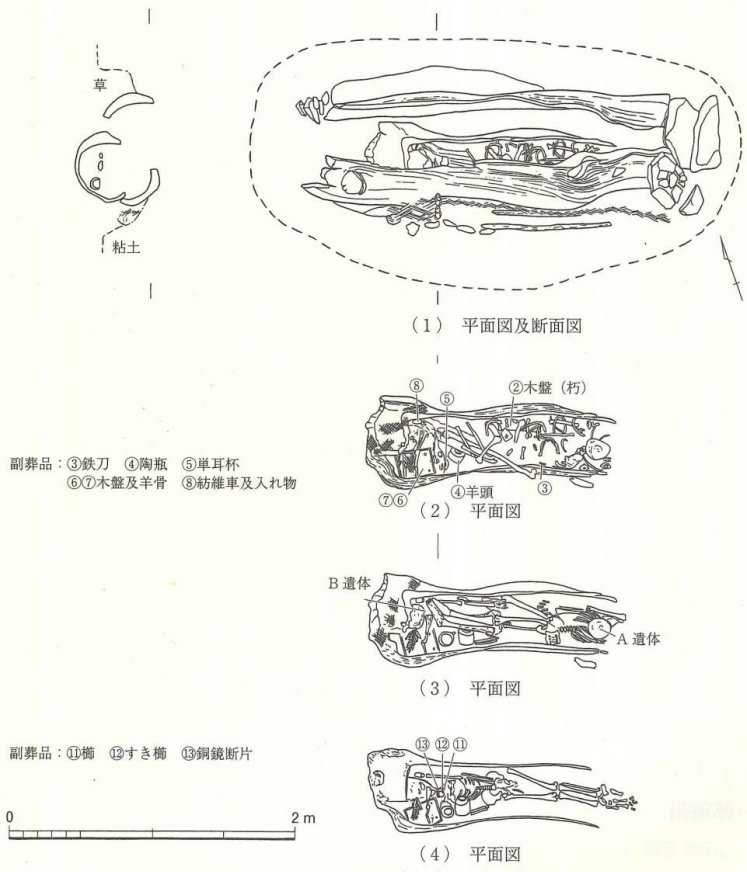 草
粘土
(1) 平面図及断面図
⑧
⑤
②木盤（朽）
副葬品：③鉄刀 ④陶瓶 ⑤単耳杯
⑥⑦木盤及羊骨 ⑧紡維車及入れ物
⑦⑥
④羊頭
③
(2) 平面図
B 遺体
A 遺体
(3) 平面図
副葬品：⑪櫛 ⑫すき櫛 ⑬銅鏡断片
⑬ ⑫ ⑪
0 2 m
(4) 平面図